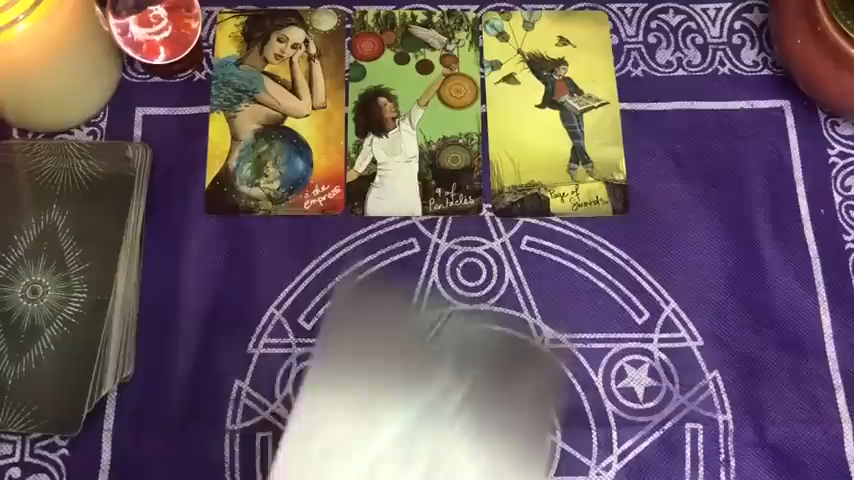 the
empress
9 of
Pentacles
Page of
Swords